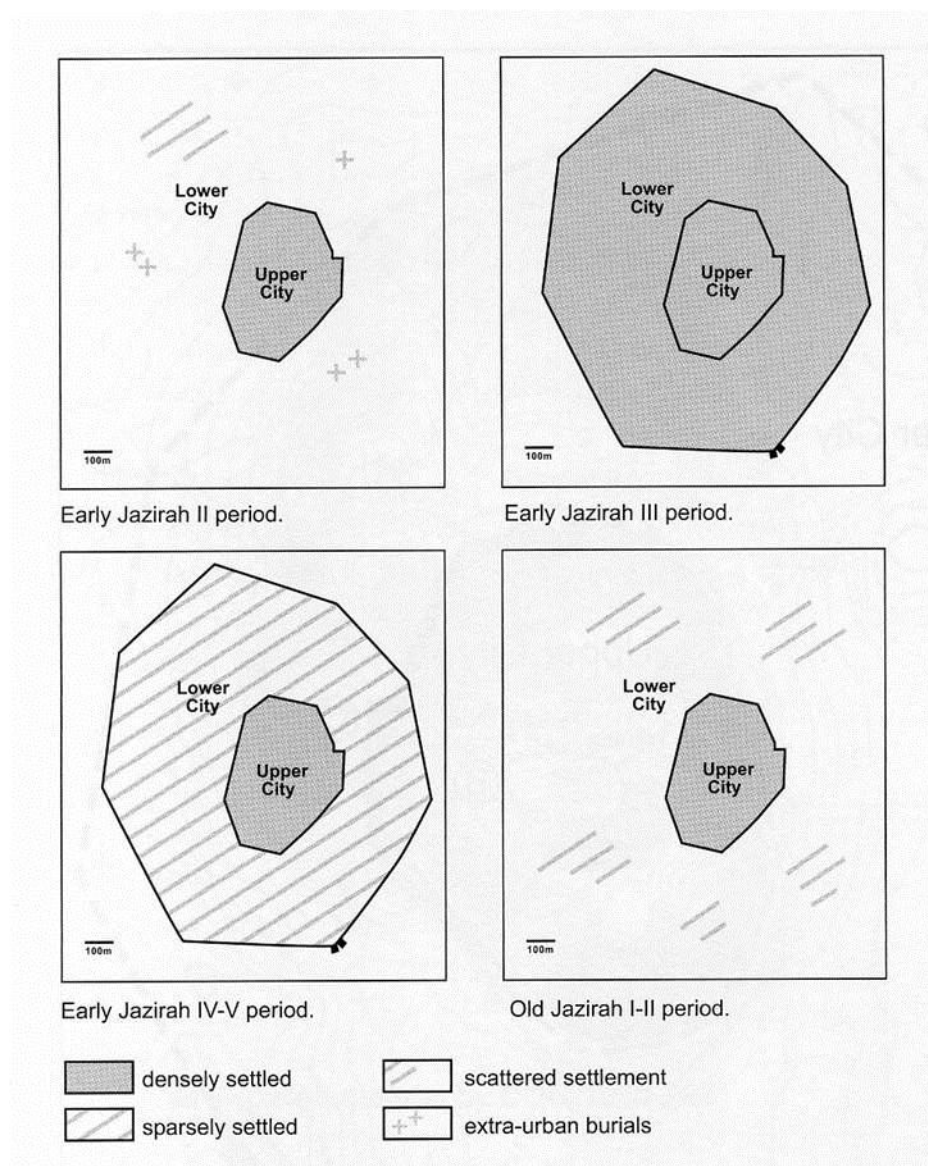 Lower
City
Upper
City
100m
Early Jazirah II period.
Lower
City
Upper
City
100m
Early Jazirah III period.
Lower
City
Upper
City
100m
Early Jazirah IV-V period.
Lower
City
Upper
City
100m
Old Jazirah I-II period.
densely settled
scattered settlement
sparsely settled
extra-urban burials